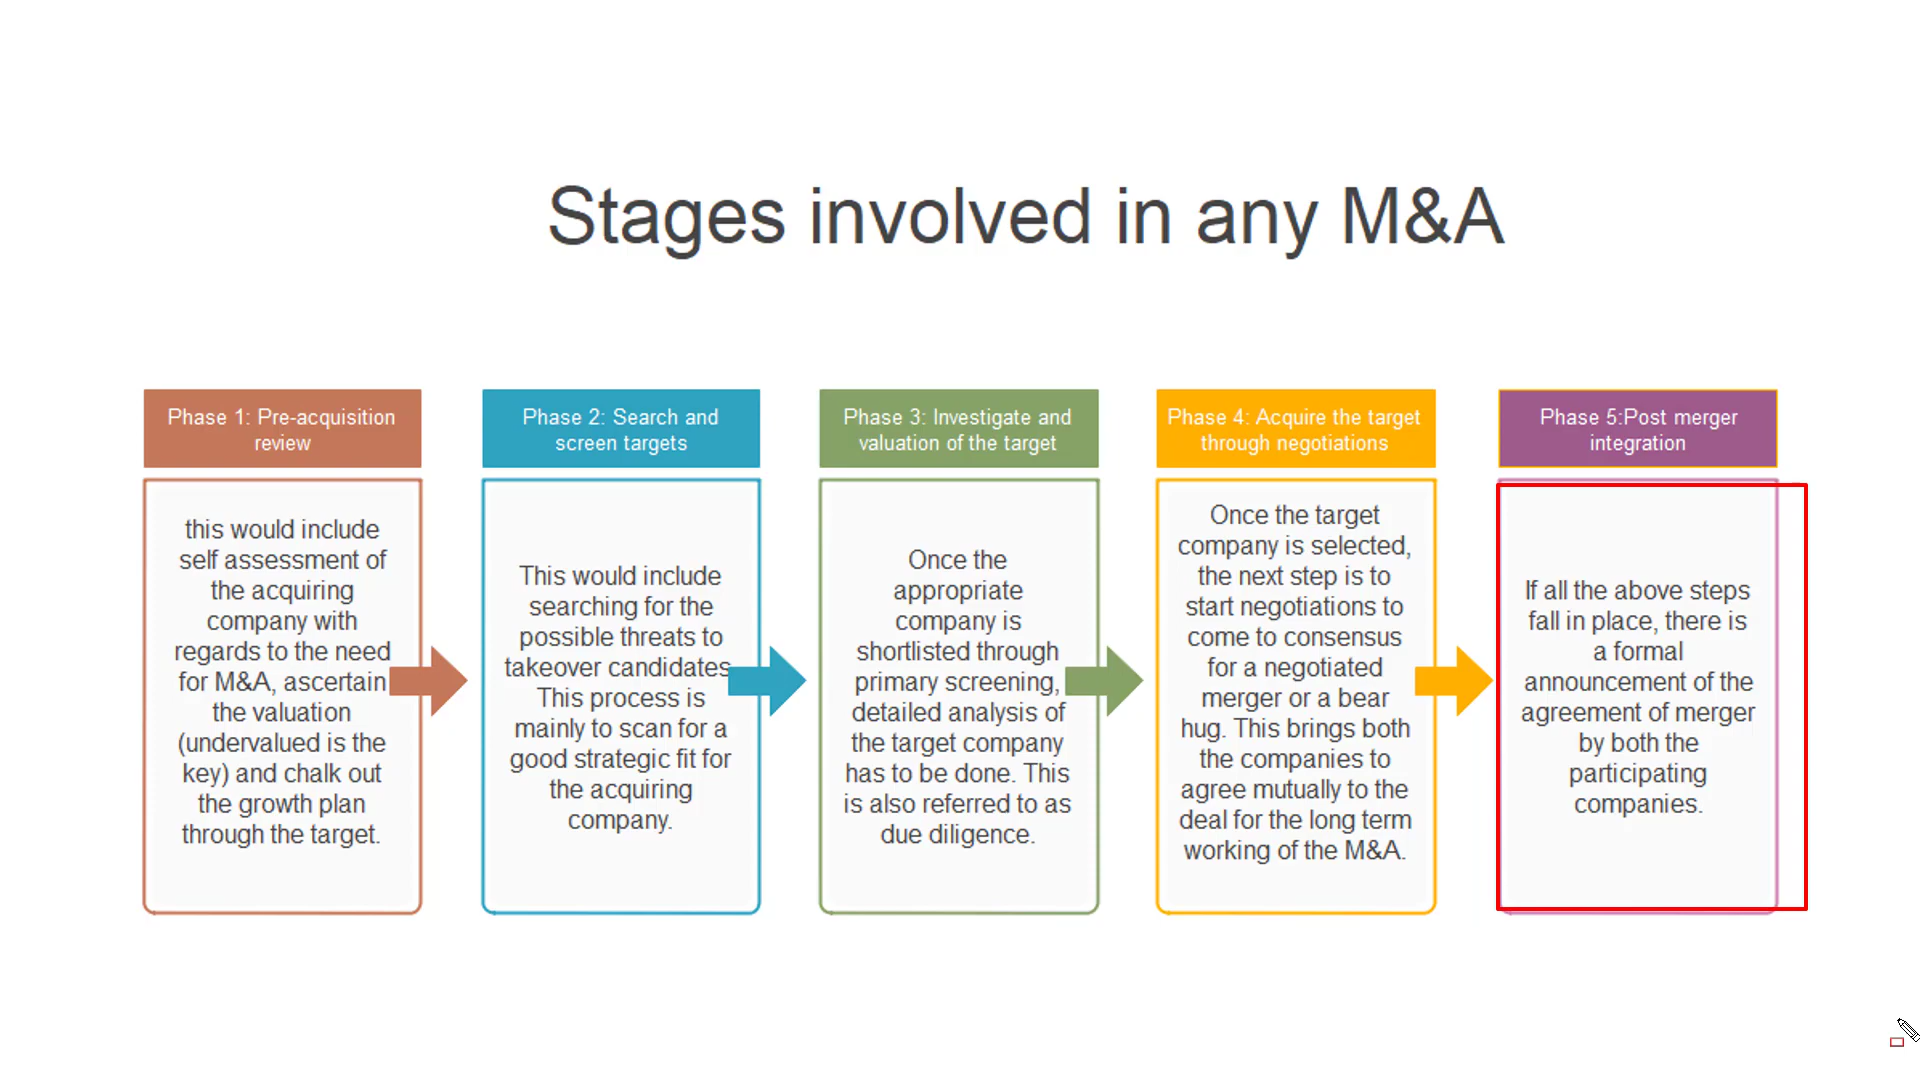 Stages involved in any M&A
Phase 1: Pre-acquisition
review
this would include
self assessment of
the acquiring
company with
regards to the need
for M&A, ascertain
the valuation
(undervalued is the
key) and chalk out
the growth plan
through the target.
Phase 2: Search and
screen targets
This would include
searching for the
possible threats to
takeover candidates
This process is
mainly to scan for a
good strategic fit for
the acquiring
company.
Phase 3: Investigate and
valuation of the target
Once the
appropriate
company is
shortlisted through
primary screening,
detailed analysis of
the target company
has to be done. This
is also referred to as
due diligence.
Phase 4: Acquire the target
through negotiations
Once the target
company is selected,
the next step is to
start negotiations to
come to consensus
for a negotiated
merger or a bear
hug. This brings both
the companies to
agree mutually to the
deal for the long term
working of the M&A.
Phase 5:Post merger
integration
If all the above steps
fall in place, there is
a formal
announcement of the
agreement of merger
by both the
participating
companies.